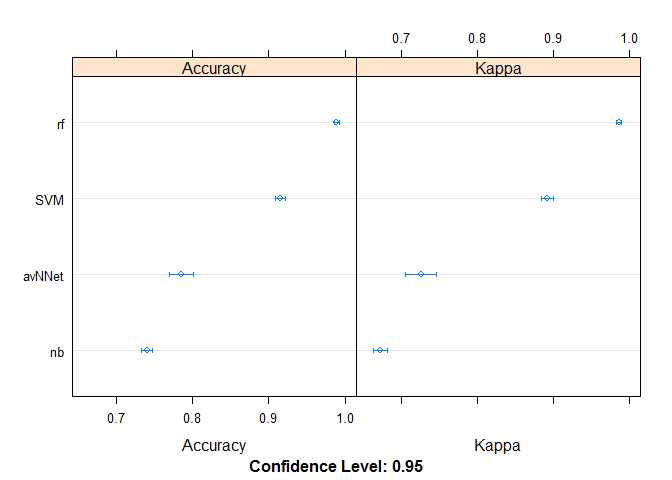 0.7 0.8 0.9 1.0
Accuracy Kappa
rf
SVM
avNNet
nb
0.7 0.8 0.9 1.0
Accuracy Kappa
Confidence Level: 0.95